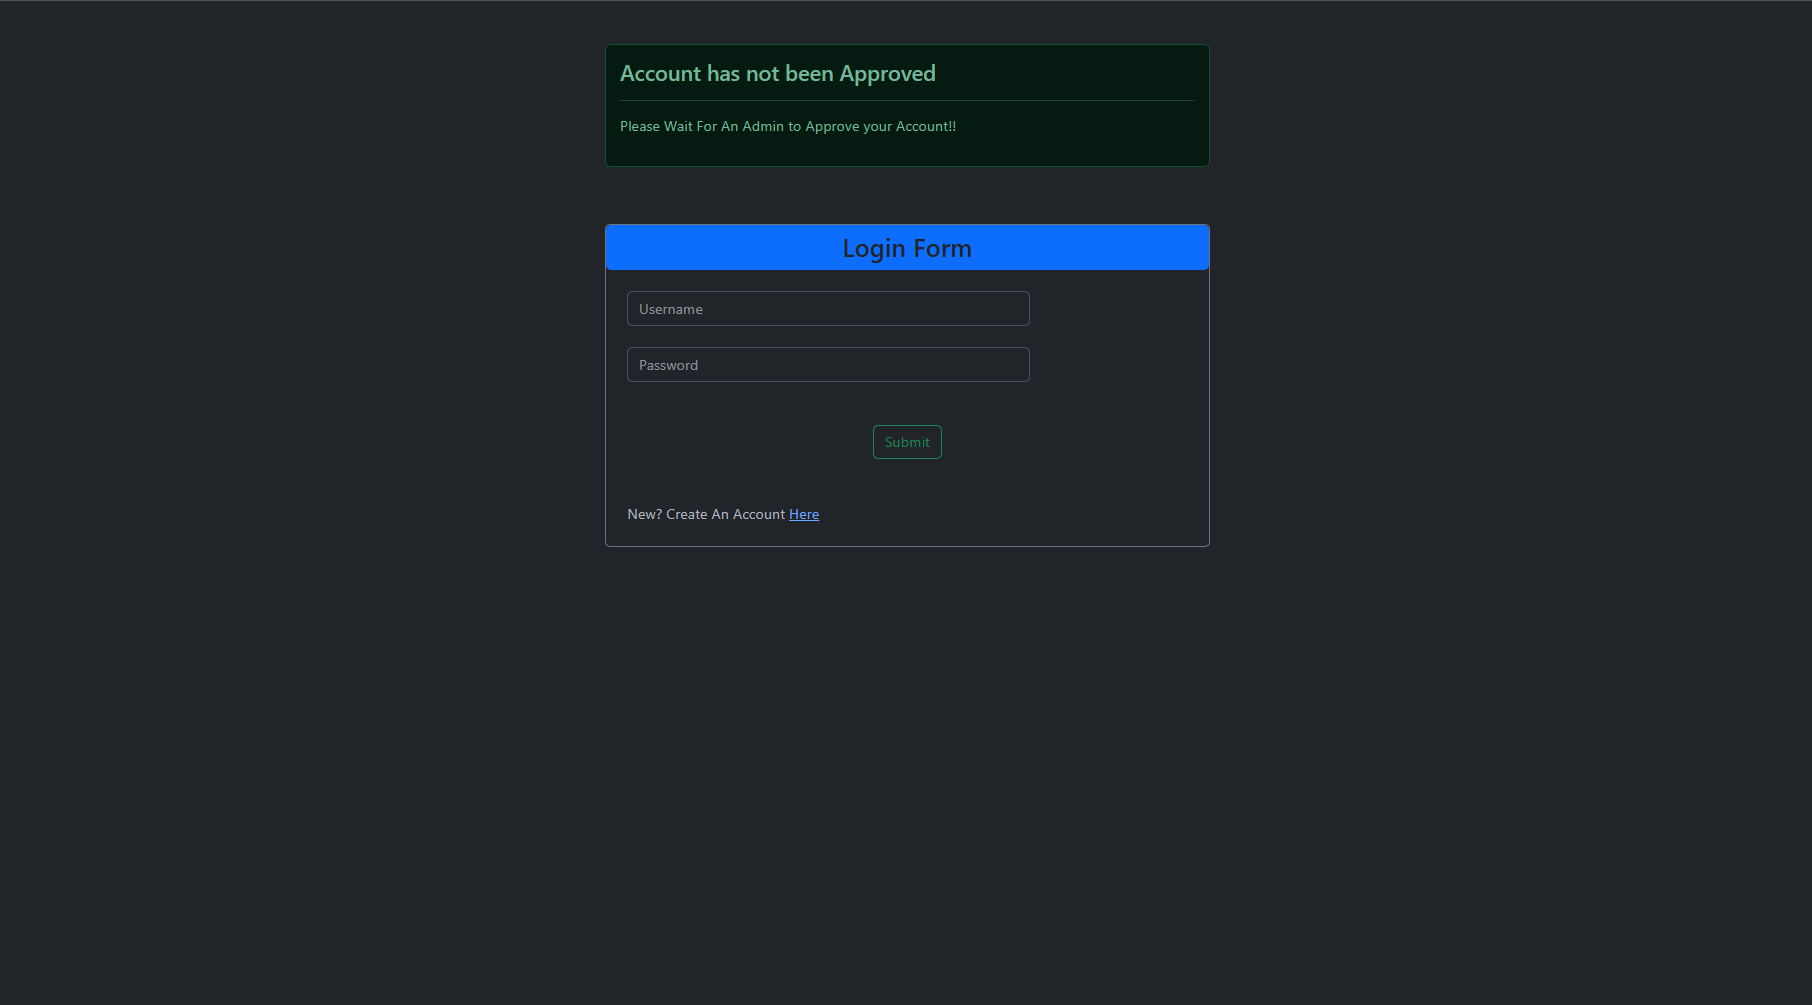 Account has not been Approved
Please Wait For An Admin to Approve your Account!!
Login Form
Username
Password
Submit
New? Create An Account Here